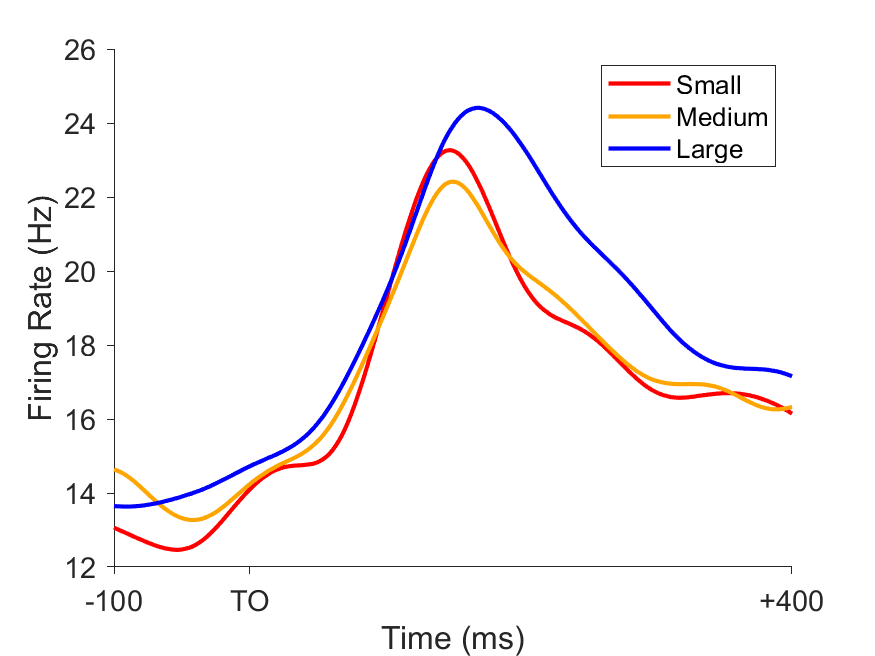 26
24
22
20
18
16
14
12
Firing Rate (Hz)
Small
Medium
Large
-100
TO
+400
Time (ms)